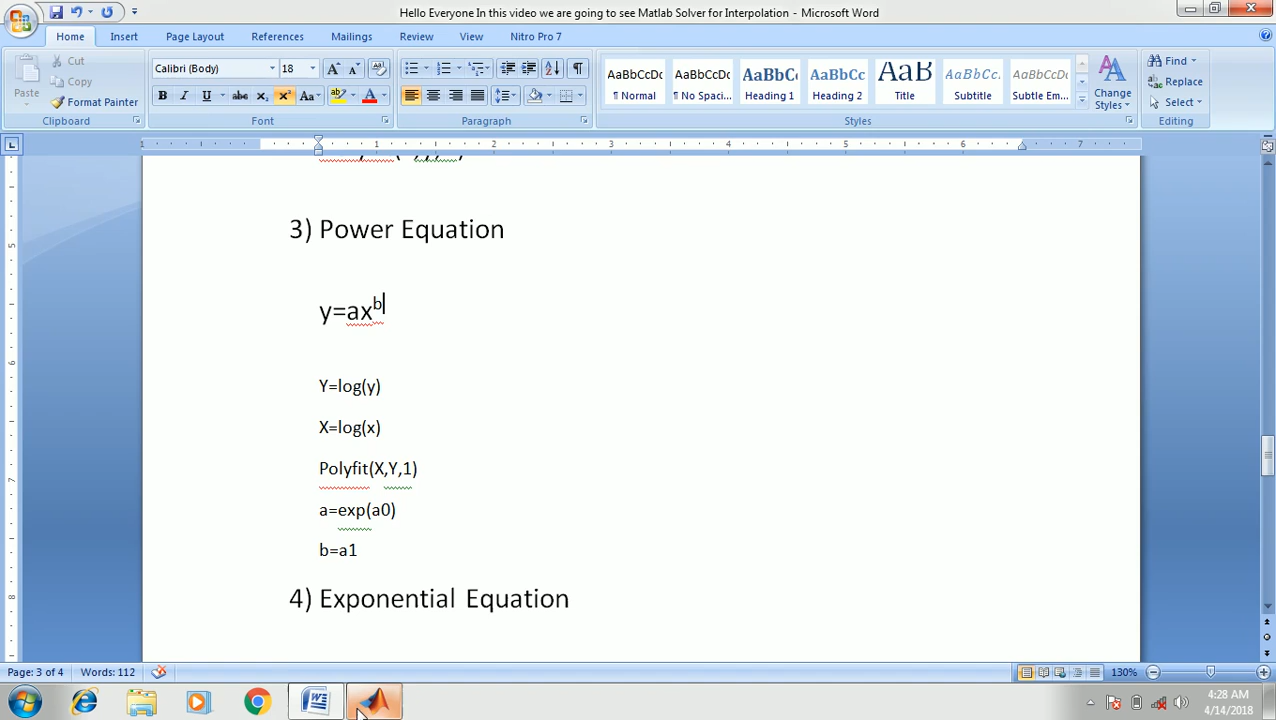 Hello Everyone In this video we are going to see Matlab Solver for Interpolation - Microsoft Word
Home Insert Page Layout References Mailings Review View Nitro Pro 7
Paste
Cut
Copy
Format Painter
Clipboard
Calibri (Body) 18
Font
Paragraph
AaBbCcDc AaBbCcDc AaBbCc AaBbCc AaB AaBbCc. AaBbCcDc
¶ Normal ¶ No Spaci... Heading 1 Heading 2 Title Subtitle Subtle Em...
Change Styles
Styles
Find
Replace
Select
Editing
3) Power Equation
y=axᵇ
Y=log(y)
X=log(x)
Polyfit(X,Y,1)
a=exp(a0)
b=a1
4) Exponential Equation
Page: 3 of 4 Words: 112 130%
4:28 AM
4/14/2018